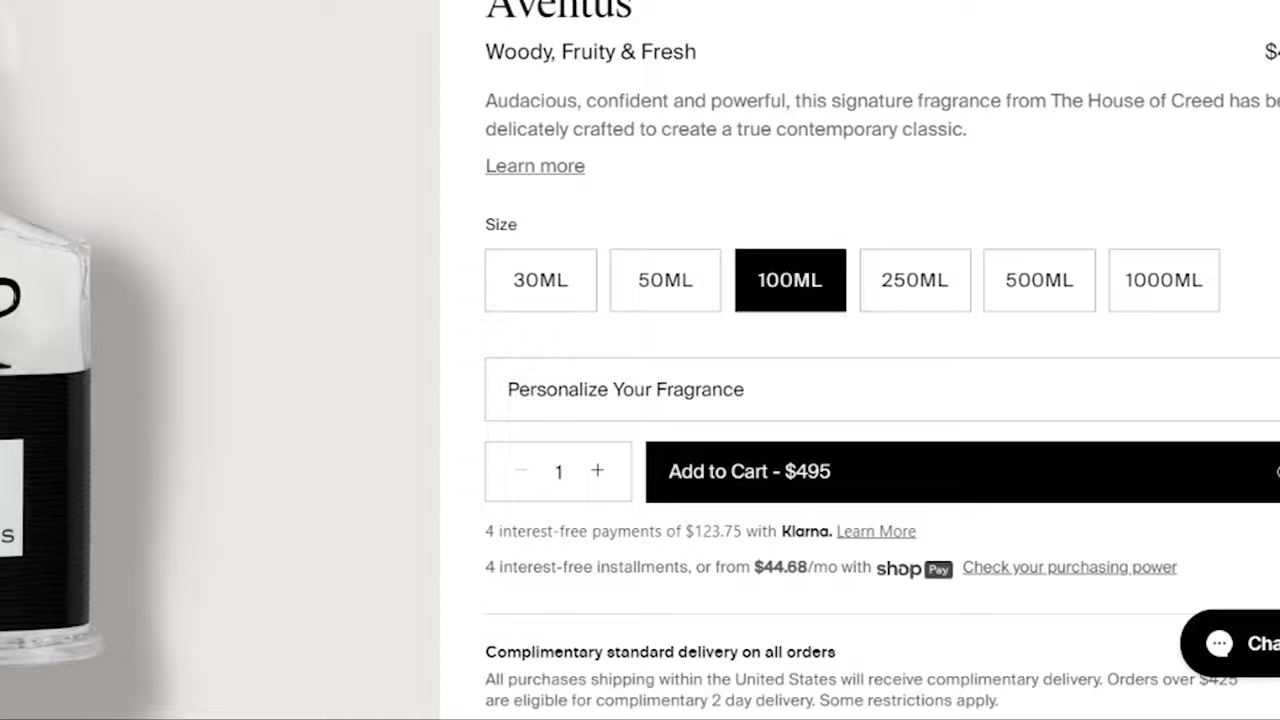 Aventus
Woody, Fruity & Fresh
Audacious, confident and powerful, this signature fragrance from The House of Creed has
delicately crafted to create a true contemporary classic.
Learn more
Size
30ML 50ML 100ML 250ML 500ML 1000ML
Personalize Your Fragrance
1 + Add to Cart - $495
4 interest-free payments of $123.75 with Klarna. Learn More
4 interest-free installments, or from $44.68/mo with shop Pay Check your purchasing power
Complimentary standard delivery on all orders
All purchases shipping within the United States will receive complimentary delivery. Orders over $425
are eligible for complimentary 2 day delivery. Some restrictions apply.